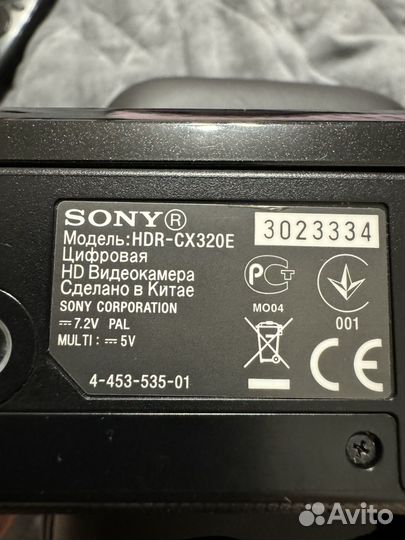 SONY®
3023334
Модель:HDR-CX320E
Цифровая
HD Видеокамера
Сделано в Китае
SONY CORPORATION
⎓ 7.2V PAL
MULTI : ⎓ 5V
РСТ
MO04
001
CE
4-453-535-01
Avito